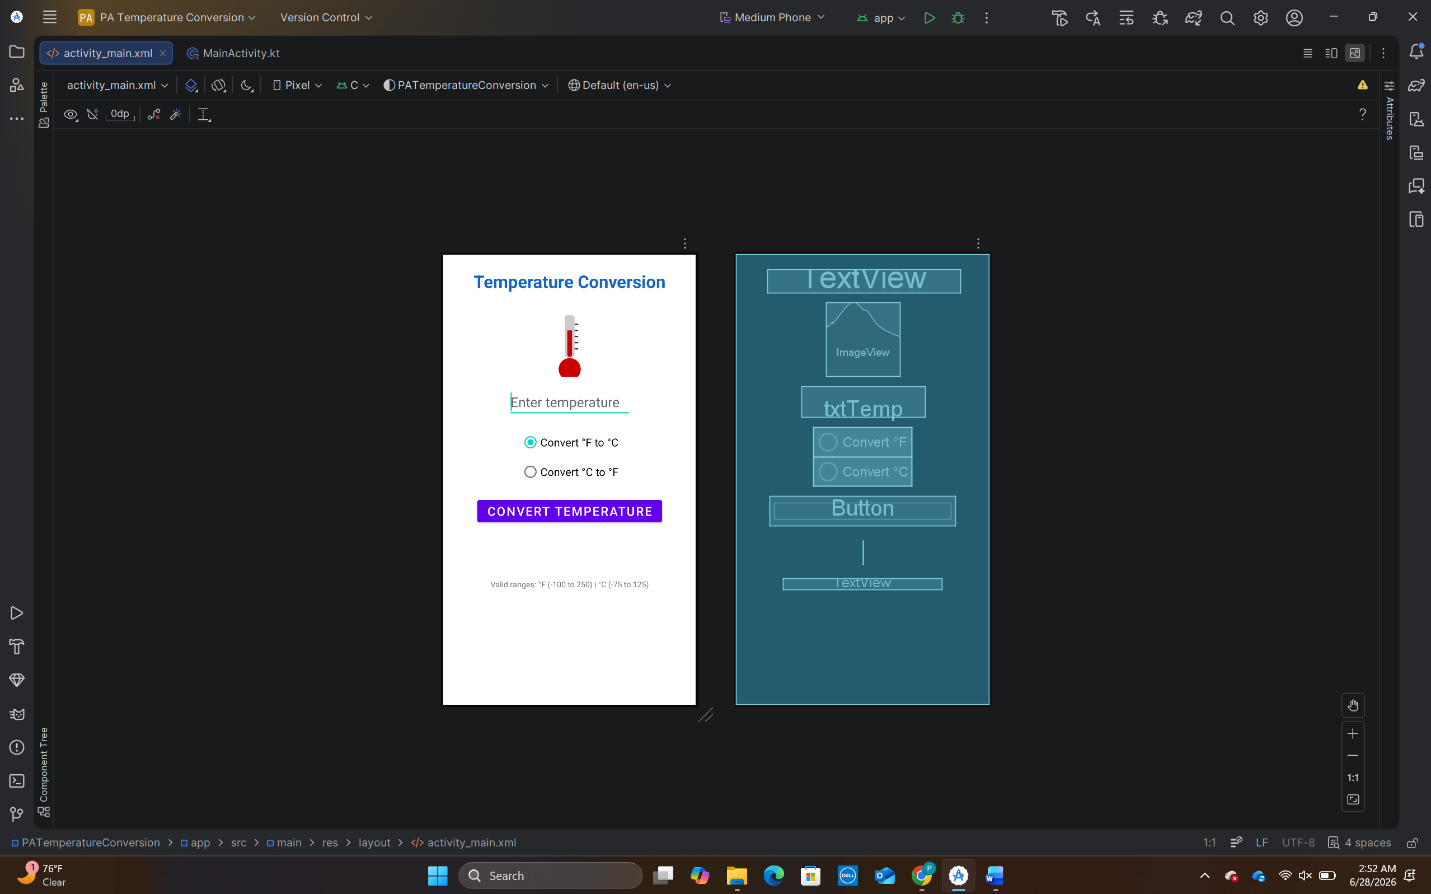 PA PA Temperature Conversion Version Control Medium Phone app
activity_main.xml MainActivity.kt
activity_main.xml Pixel C PATemperatureConversion Default (en-us)
0dp ?
Palette
Attributes
Temperature Conversion
Enter temperature
Convert °F to °C
Convert °C to °F
CONVERT TEMPERATURE
Valid ranges: °F (-100 to 250) | °C (-75 to 125)
TextView
ImageView
txtTemp
Convert °F
Convert °C
Button
TextView
Component Tree
1:1
PATemperatureConversion > app > src > main > res > layout > activity_main.xml 1:1 LF UTF-8 4 spaces
1 76°F
Clear
Search
DELL
P
W
2:52 AM
6/28/2026